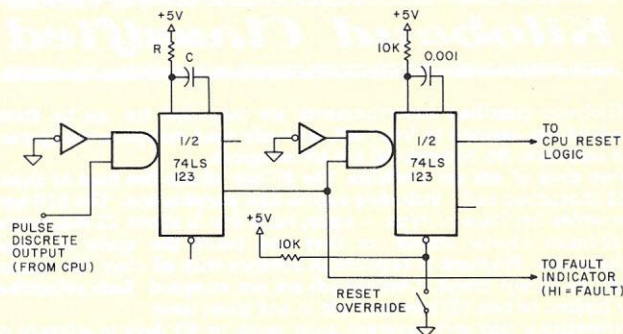 +5V
R
C
1/2
74LS
123
PULSE
DISCRETE
OUTPUT
(FROM CPU)
+5V
10K
0.001
1/2
74LS
123
TO
CPU RESET
LOGIC
+5V
10K
RESET
OVERRIDE
TO FAULT
INDICATOR
(HI = FAULT)